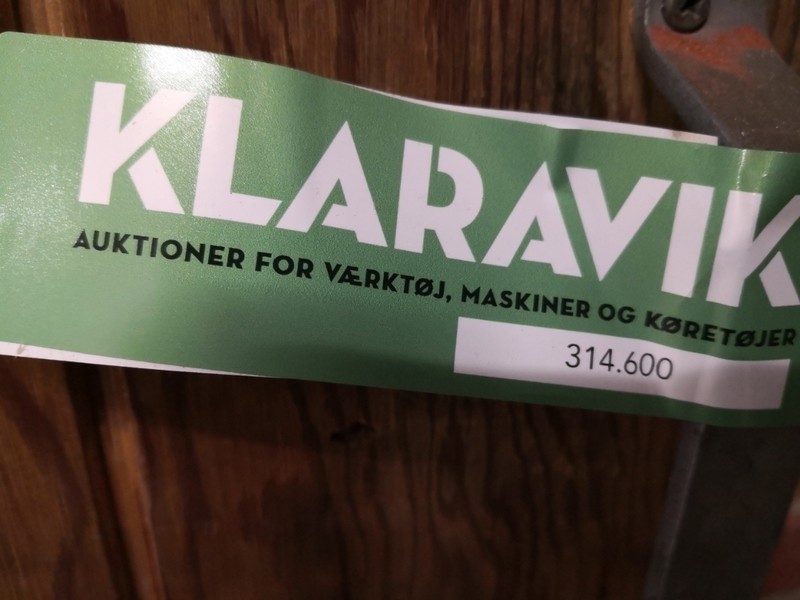 KLARAVIK
AUKTIONER FOR VÆRKTØJ, MASKINER OG KØRETØJER
314.600